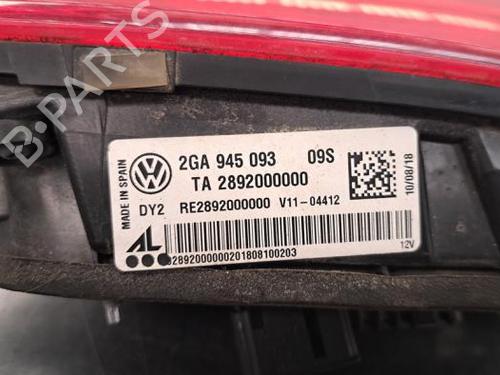 B-Parts
MADE IN SPAIN
2GA 945 093 09S
TA 2892000000
DY2 RE2892000000 V11-04412
10/08/18
AL
2892000000201808100203
12V